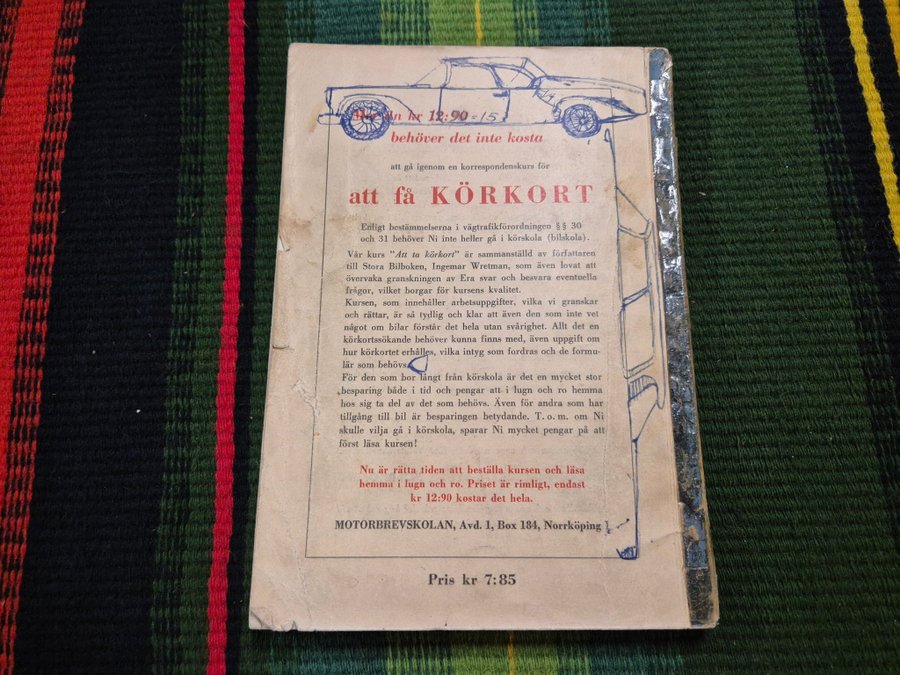 Mer än kr 12:90 =15
behöver det inte kosta
att gå igenom en korrespondenskurs för
att få KÖRKORT
Enligt bestämmelserna i vägtrafikförordningen §§ 30
och 31 behöver Ni inte heller gå i körskola (bilskola).
Vår kurs "Att ta körkort" är sammanställd av författaren
till Stora Bilboken, Ingemar Wretman, som även lovat att
övervaka granskningen av Era svar och besvara eventuella
frågor, vilket borgar för kursens kvalitet.
Kursen, som innehåller arbetsuppgifter, vilka vi granskar
och rättar, är så tydlig och klar att även den som inte vet
något om bilar förstår det hela utan svårighet. Allt det en
körkortssökande behöver kunna finns med, även uppgift om
hur körkortet erhålles, vilka intyg som fordras och de formu-
lär som behövs.
För den som bor långt från körskola är det en mycket stor
besparing både i tid och pengar att i lugn och ro hemma
hos sig ta del av det som behövs. Även för andra som har
tillgång till bil är besparingen betydande. T. o. m. om Ni
skulle vilja gå i körskola, sparar Ni mycket pengar på att
först läsa kursen!
Nu är rätta tiden att beställa kursen och läsa
hemma i lugn och ro. Priset är rimligt, endast
kr 12:90 kostar det hela.
MOTORBREVSKOLAN, Avd. 1, Box 184, Norrköping 1
Pris kr 7:85